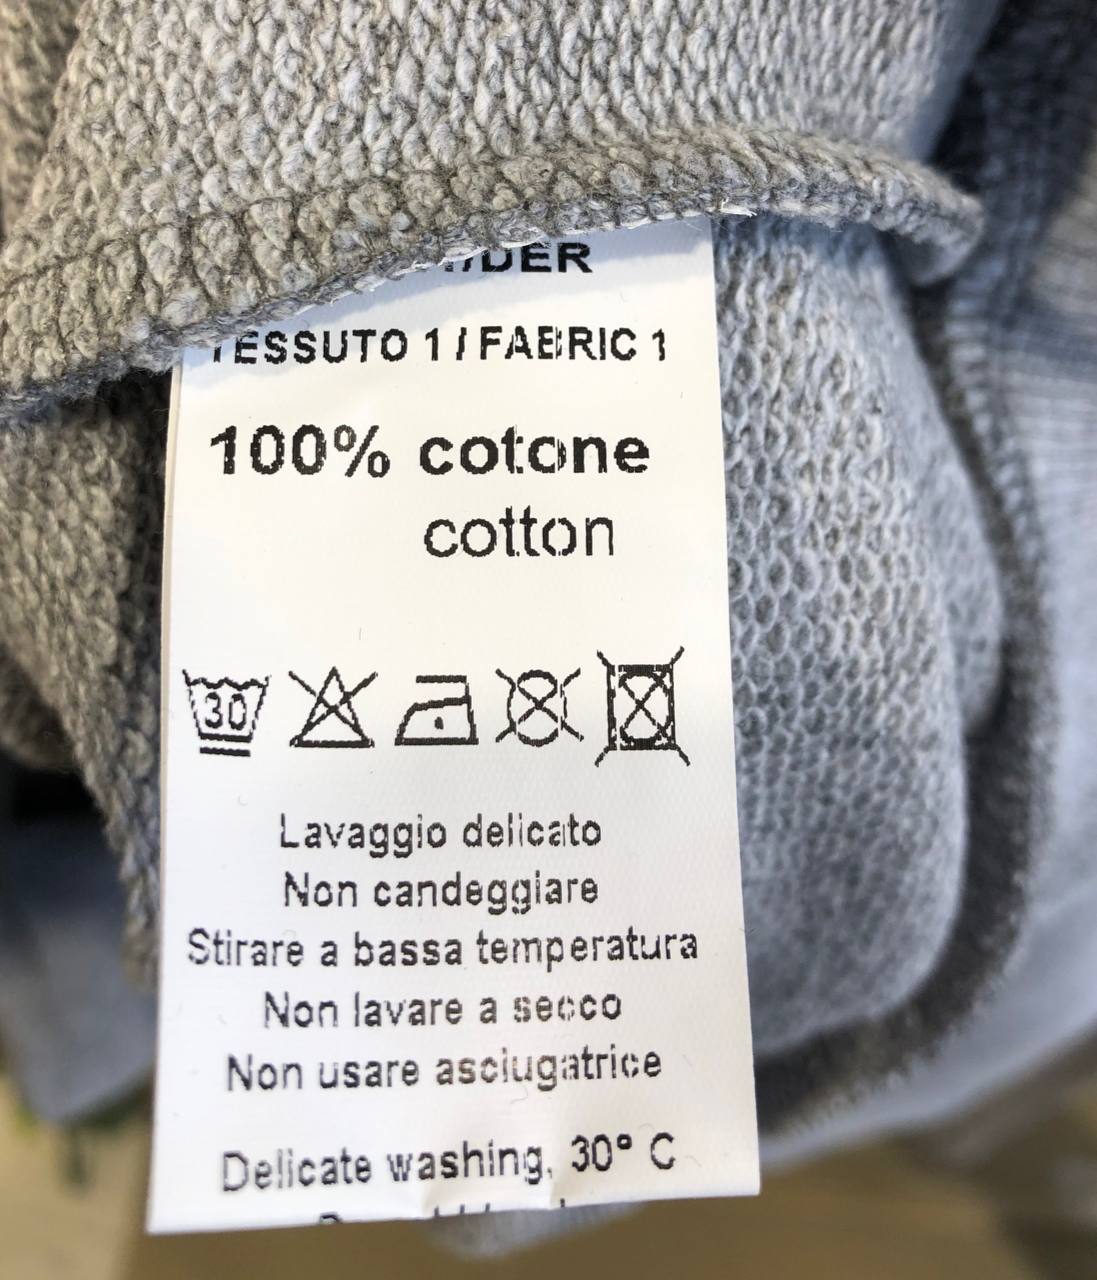 TESSUTO 1 / FABRIC 1
100% cotone
cotton
30
Lavaggio delicato
Non candeggiare
Stirare a bassa temperatura
Non lavare a secco
Non usare asciugatrice
Delicate washing, 30° C